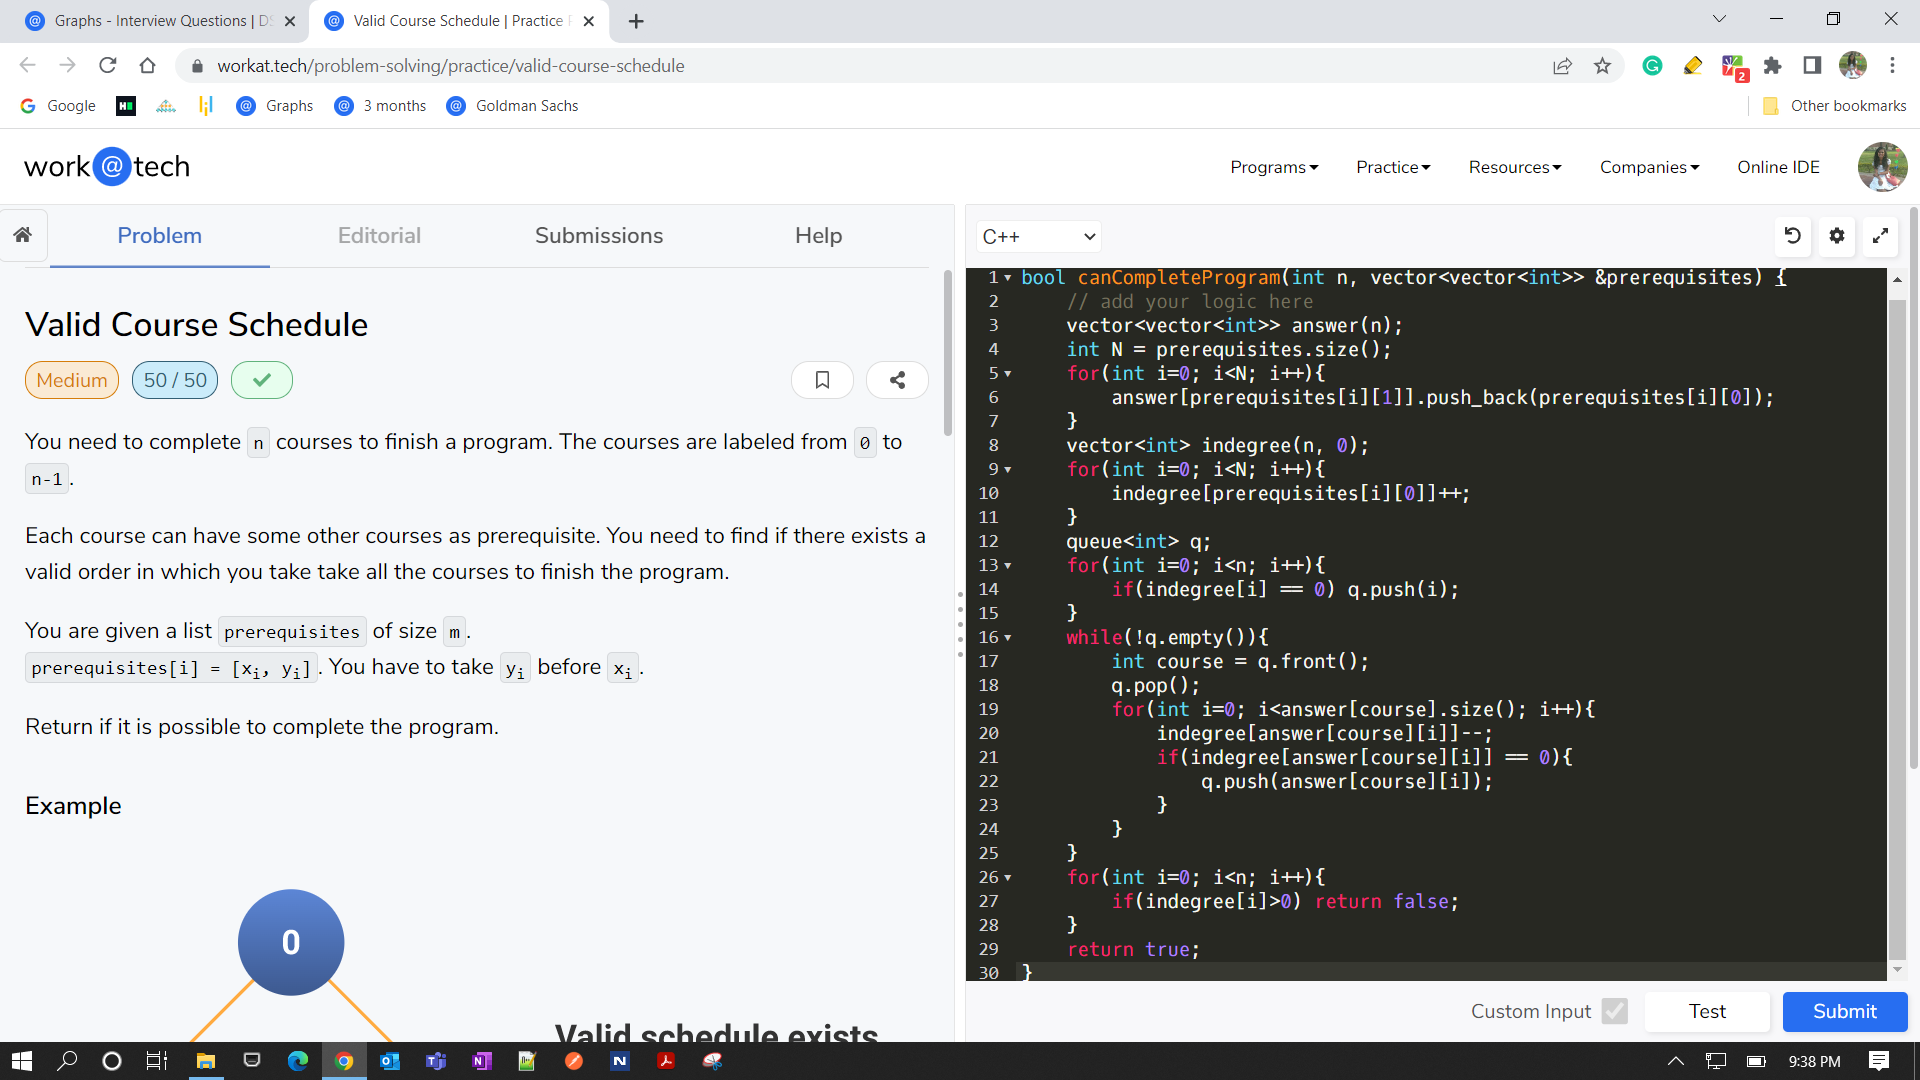 Graphs - Interview Questions | DS
Valid Course Schedule | Practice P
workat.tech/problem-solving/practice/valid-course-schedule
2
Google
Graphs
3 months
Goldman Sachs
Other bookmarks
work@tech
Programs
Practice
Resources
Companies
Online IDE
Problem
Editorial
Submissions
Help
C++
Valid Course Schedule
Medium
50 / 50
You need to complete n courses to finish a program. The courses are labeled from 0 to
n-1.
Each course can have some other courses as prerequisite. You need to find if there exists a
valid order in which you take take all the courses to finish the program.
You are given a list prerequisites of size m.
prerequisites[i] = [xi, yi]. You have to take yi before xi.
Return if it is possible to complete the program.
Example
0
Valid schedule exists
1 bool canCompleteProgram(int n, vector<vector<int>> &prerequisites) {
2 // add your logic here
3 vector<vector<int>> answer(n);
4 int N = prerequisites.size();
5 for(int i=0; i<N; i++){
6 answer[prerequisites[i][1]].push_back(prerequisites[i][0]);
7 }
8 vector<int> indegree(n, 0);
9 for(int i=0; i<N; i++){
10 indegree[prerequisites[i][0]]++;
11 }
12 queue<int> q;
13 for(int i=0; i<n; i++){
14 if(indegree[i] == 0) q.push(i);
15 }
16 while(!q.empty()){
17 int course = q.front();
18 q.pop();
19 for(int i=0; i<answer[course].size(); i++){
20 indegree[answer[course][i]]--;
21 if(indegree[answer[course][i]] == 0){
22 q.push(answer[course][i]);
23 }
24 }
25 }
26 for(int i=0; i<n; i++){
27 if(indegree[i]>0) return false;
28 }
29 return true;
30 }
Custom Input
Test
Submit
9:38 PM